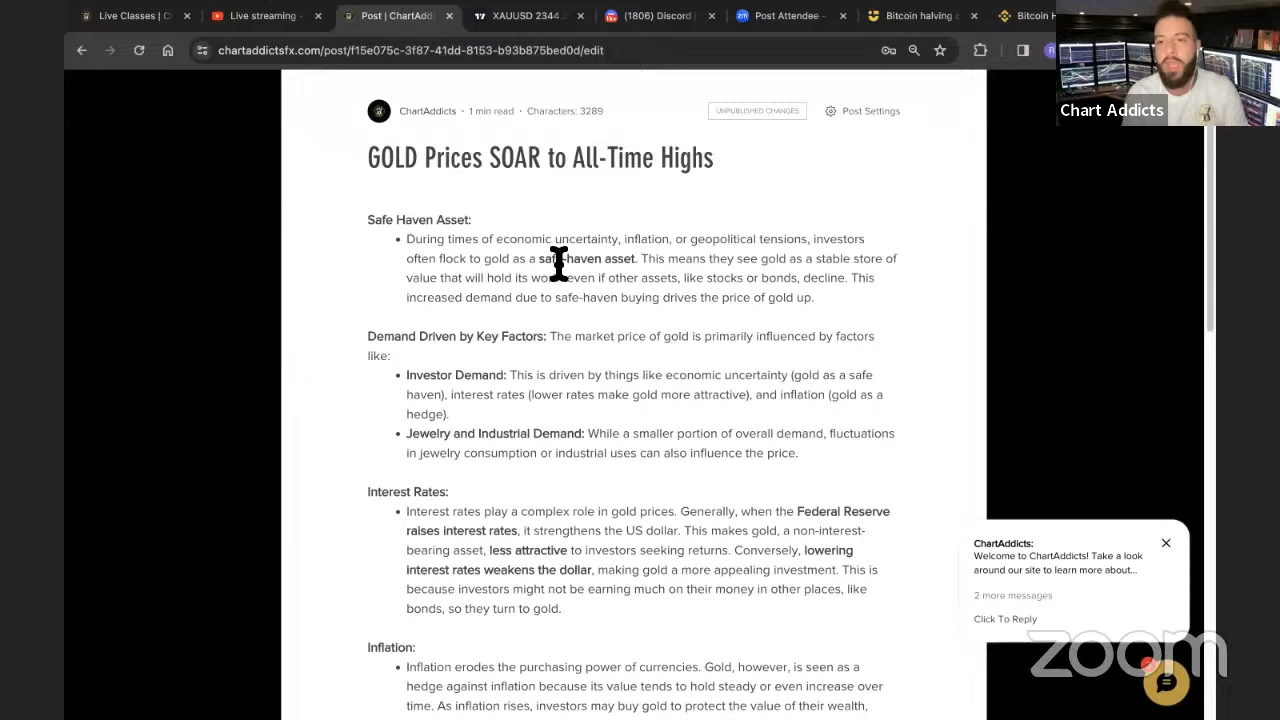 Live Classes | C
Live streaming -
Post | ChartAddi
XAUUSD 2344.
(1806) Discord |
Post Attendee -
Bitcoin halving c
Bitcoin H
chartaddictsfx.com/post/f15e075c-3f87-41dd-8153-b93b875bed0d/edit
Chart Addicts
ChartAddicts · 1 min read · Characters: 3289
UNPUBLISHED CHANGES
Post Settings
GOLD Prices SOAR to All-Time Highs
Safe Haven Asset:
• During times of economic uncertainty, inflation, or geopolitical tensions, investors
often flock to gold as a safe-haven asset. This means they see gold as a stable store of
value that will hold its worth even if other assets, like stocks or bonds, decline. This
increased demand due to safe-haven buying drives the price of gold up.
Demand Driven by Key Factors: The market price of gold is primarily influenced by factors
like:
• Investor Demand: This is driven by things like economic uncertainty (gold as a safe
haven), interest rates (lower rates make gold more attractive), and inflation (gold as a
hedge).
• Jewelry and Industrial Demand: While a smaller portion of overall demand, fluctuations
in jewelry consumption or industrial uses can also influence the price.
Interest Rates:
• Interest rates play a complex role in gold prices. Generally, when the Federal Reserve
raises interest rates, it strengthens the US dollar. This makes gold, a non-interest-
bearing asset, less attractive to investors seeking returns. Conversely, lowering
interest rates weakens the dollar, making gold a more appealing investment. This is
because investors might not be earning much on their money in other places, like
bonds, so they turn to gold.
Inflation:
• Inflation erodes the purchasing power of currencies. Gold, however, is seen as a
hedge against inflation because its value tends to hold steady or even increase over
time. As inflation rises, investors may buy gold to protect the value of their wealth,
ChartAddicts:
Welcome to ChartAddicts! Take a look
around our site to learn more about...
2 more messages
Click To Reply
zoom